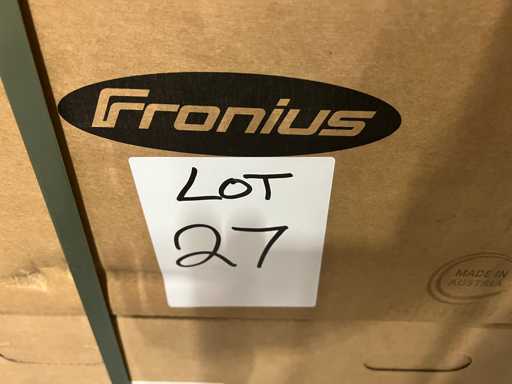 Fronius
LOT
27
MADE IN
AUSTRIA